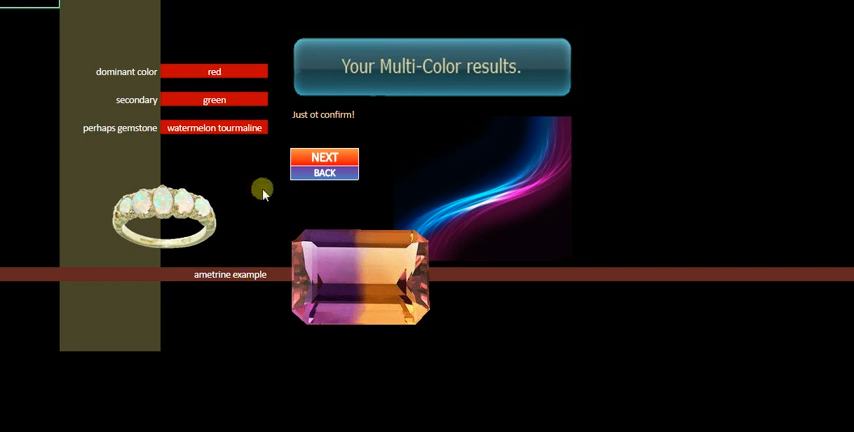 Your Multi-Color results.
dominant color red
secondary green
Just ot confirm!
perhaps gemstone watermelon tourmaline
NEXT
BACK
ametrine example